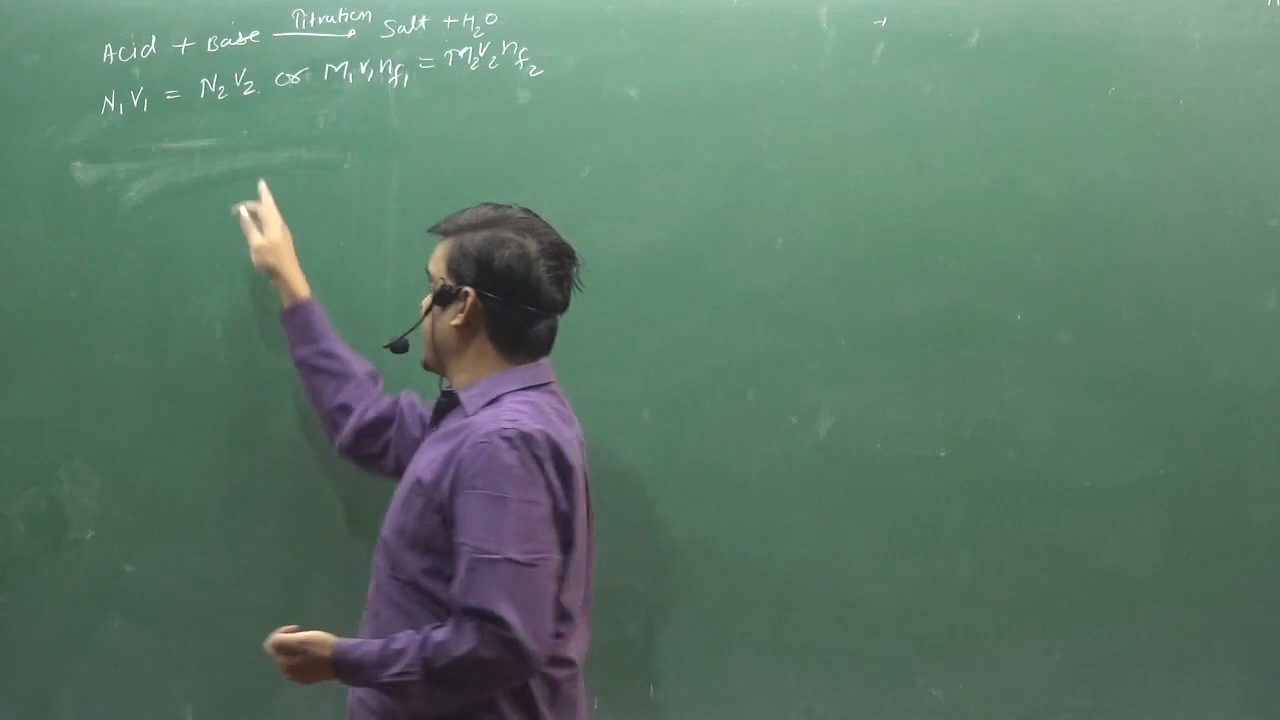 Acid + Base Titration → Salt + H₂O
N₁V₁ = N₂V₂ or M₁V₁nf₁ = M₂V₂nf₂